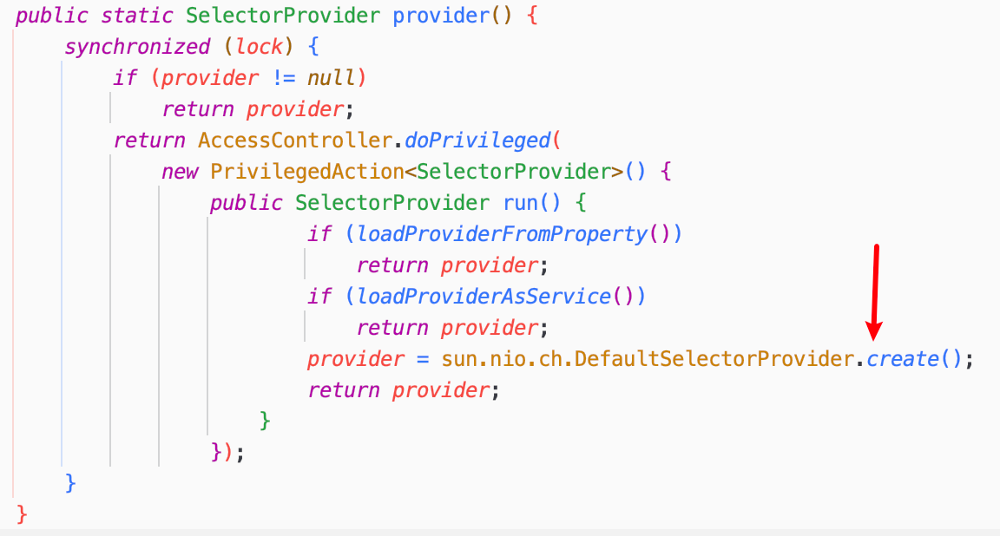 public static SelectorProvider provider() {
    synchronized (lock) {
        if (provider != null)
            return provider;
        return AccessController.doPrivileged(
            new PrivilegedAction<SelectorProvider>() {
                public SelectorProvider run() {
                        if (loadProviderFromProperty())
                            return provider;
                        if (loadProviderAsService())
                            return provider;
                        provider = sun.nio.ch.DefaultSelectorProvider.create();
                        return provider;
                    }
                });
    }
}